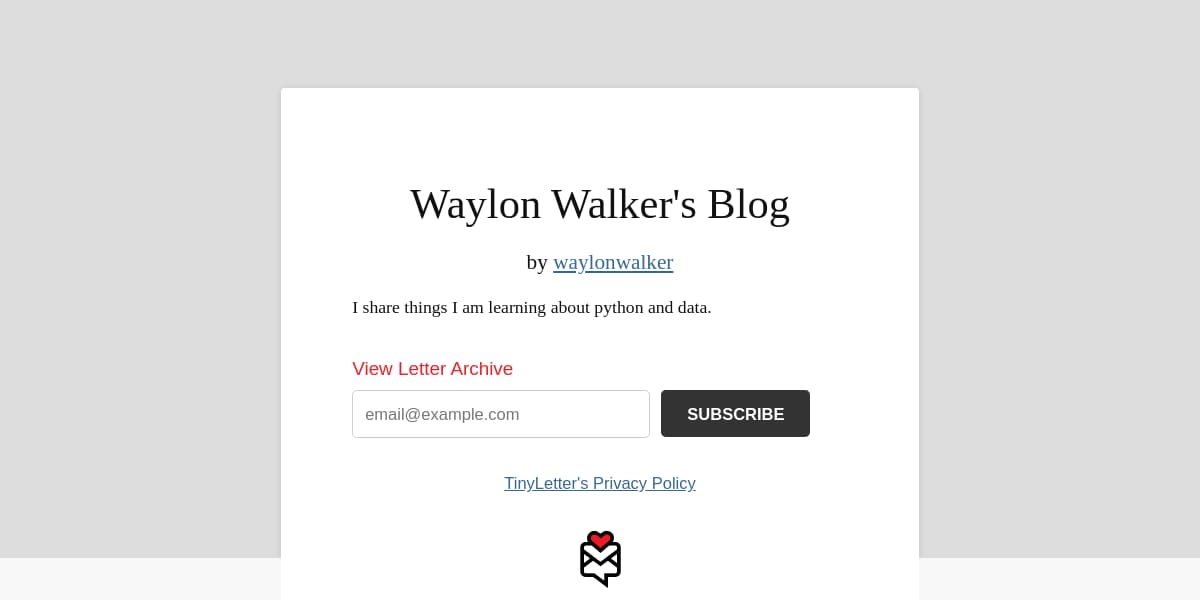 Waylon Walker's Blog
by waylonwalker
I share things I am learning about python and data.
View Letter Archive
email@example.com
SUBSCRIBE
TinyLetter's Privacy Policy